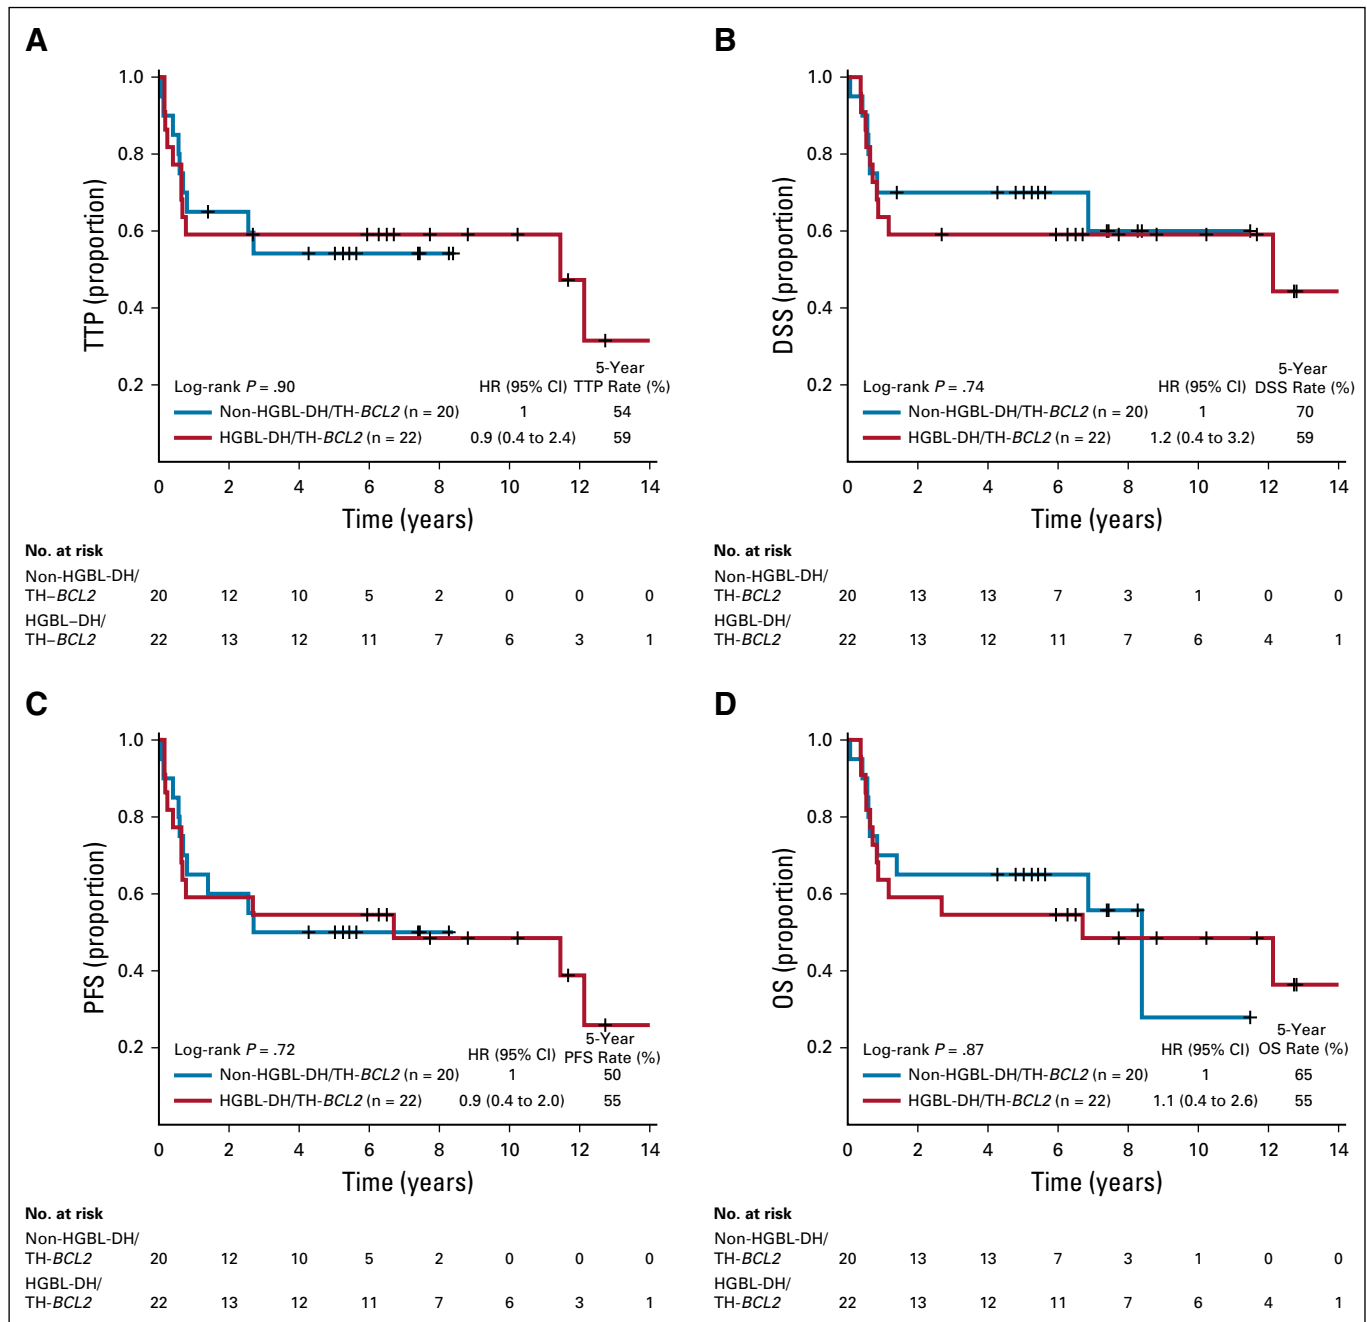 A
TTP (proportion)
1.0
0.8
0.6
0.4
0.2
5-Year
Log-rank P = .90 HR (95% CI) TTP Rate (%)
Non-HGBL-DH/TH-BCL2 (n = 20) 1 54
HGBL-DH/TH-BCL2 (n = 22) 0.9 (0.4 to 2.4) 59
0 2 4 6 8 10 12 14
Time (years)
No. at risk
Non-HGBL-DH/
TH–BCL2 20 12 10 5 2 0 0 0
HGBL–DH/
TH–BCL2 22 13 12 11 7 6 3 1
B
DSS (proportion)
1.0
0.8
0.6
0.4
0.2
5-Year
Log-rank P = .74 HR (95% CI) DSS Rate (%)
Non-HGBL-DH/TH-BCL2 (n = 20) 1 70
HGBL-DH/TH-BCL2 (n = 22) 1.2 (0.4 to 3.2) 59
0 2 4 6 8 10 12 14
Time (years)
No. at risk
Non-HGBL-DH/
TH-BCL2 20 13 13 7 3 1 0 0
HGBL-DH/
TH-BCL2 22 13 12 11 7 6 4 1
C
PFS (proportion)
1.0
0.8
0.6
0.4
0.2
5-Year
Log-rank P = .72 HR (95% CI) PFS Rate (%)
Non-HGBL-DH/TH-BCL2 (n = 20) 1 50
HGBL-DH/TH-BCL2 (n = 22) 0.9 (0.4 to 2.0) 55
0 2 4 6 8 10 12 14
Time (years)
No. at risk
Non-HGBL-DH/
TH-BCL2 20 12 10 5 2 0 0 0
HGBL-DH/
TH-BCL2 22 13 12 11 7 6 3 1
D
OS (proportion)
1.0
0.8
0.6
0.4
0.2
5-Year
Log-rank P = .87 HR (95% CI) OS Rate (%)
Non-HGBL-DH/TH-BCL2 (n = 20) 1 65
HGBL-DH/TH-BCL2 (n = 22) 1.1 (0.4 to 2.6) 55
0 2 4 6 8 10 12 14
Time (years)
No. at risk
Non-HGBL-DH/
TH-BCL2 20 13 13 7 3 1 0 0
HGBL-DH/
TH-BCL2 22 13 12 11 7 6 4 1